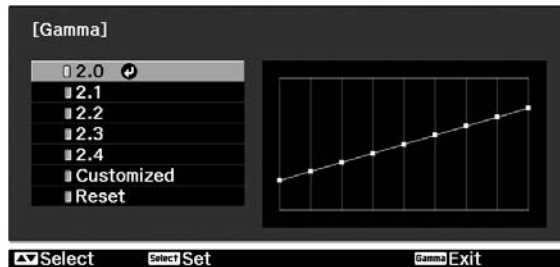 [Gamma]
2.0
2.1
2.2
2.3
2.4
Customized
Reset
Select Select Set Gamma Exit